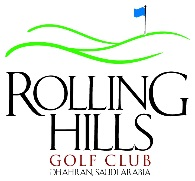 ROLLING
HILLS
GOLF CLUB
DHAHRAN, SAUDI ARABIA